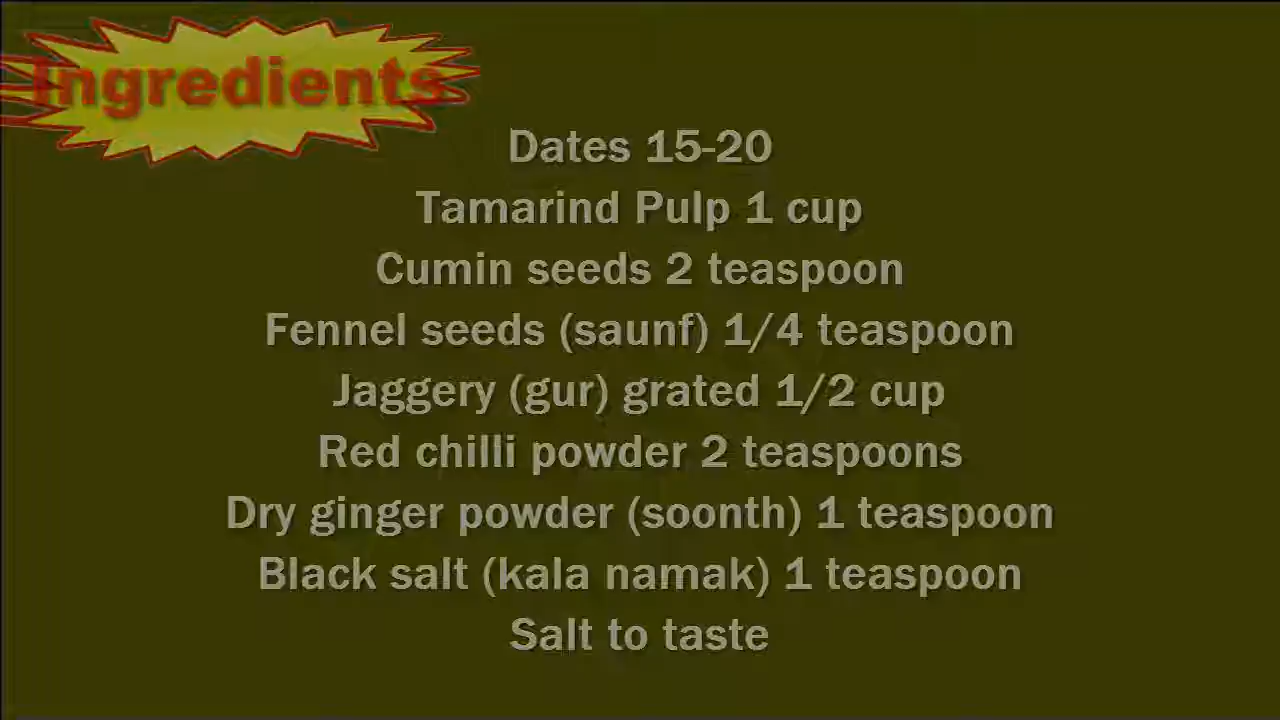 Ingredients
Dates 15-20
Tamarind Pulp 1 cup
Cumin seeds 2 teaspoon
Fennel seeds (saunf) 1/4 teaspoon
Jaggery (gur) grated 1/2 cup
Red chilli powder 2 teaspoons
Dry ginger powder (soonth) 1 teaspoon
Black salt (kala namak) 1 teaspoon
Salt to taste